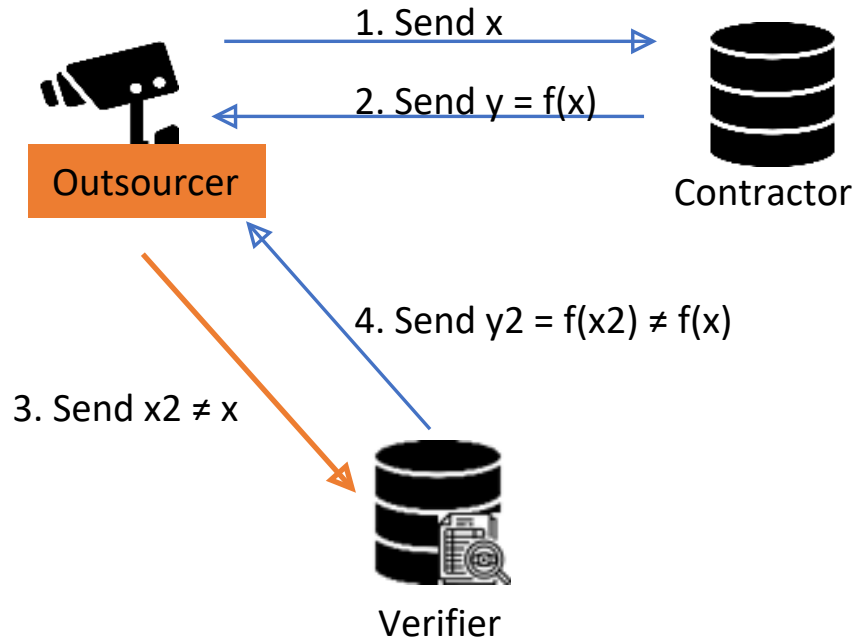 1. Send x
2. Send y = f(x)
Outsourcer
Contractor
4. Send y2 = f(x2) ≠ f(x)
3. Send x2 ≠ x
Verifier